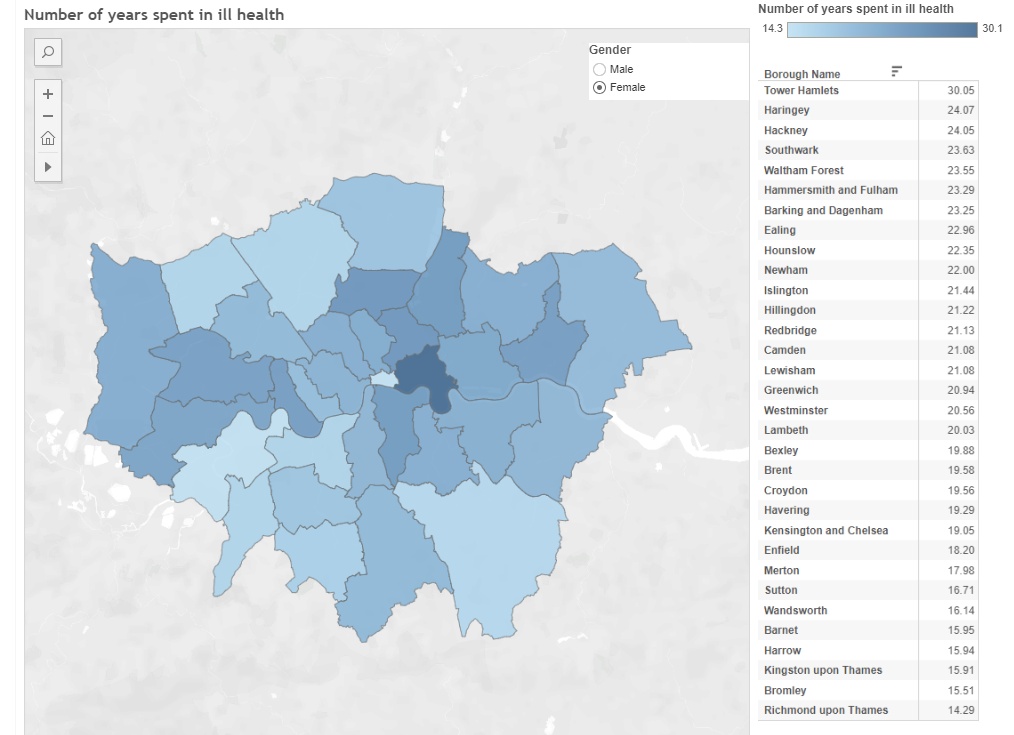 Number of years spent in ill health
Gender
Male
Female
Number of years spent in ill health
14.3 30.1
Borough Name
Tower Hamlets 30.05
Haringey 24.07
Hackney 24.05
Southwark 23.63
Waltham Forest 23.55
Hammersmith and Fulham 23.29
Barking and Dagenham 23.25
Ealing 22.96
Hounslow 22.35
Newham 22.00
Islington 21.44
Hillingdon 21.22
Redbridge 21.13
Camden 21.08
Lewisham 21.08
Greenwich 20.94
Westminster 20.56
Lambeth 20.03
Bexley 19.88
Brent 19.58
Croydon 19.56
Havering 19.29
Kensington and Chelsea 19.05
Enfield 18.20
Merton 17.98
Sutton 16.71
Wandsworth 16.14
Barnet 15.95
Harrow 15.94
Kingston upon Thames 15.91
Bromley 15.51
Richmond upon Thames 14.29